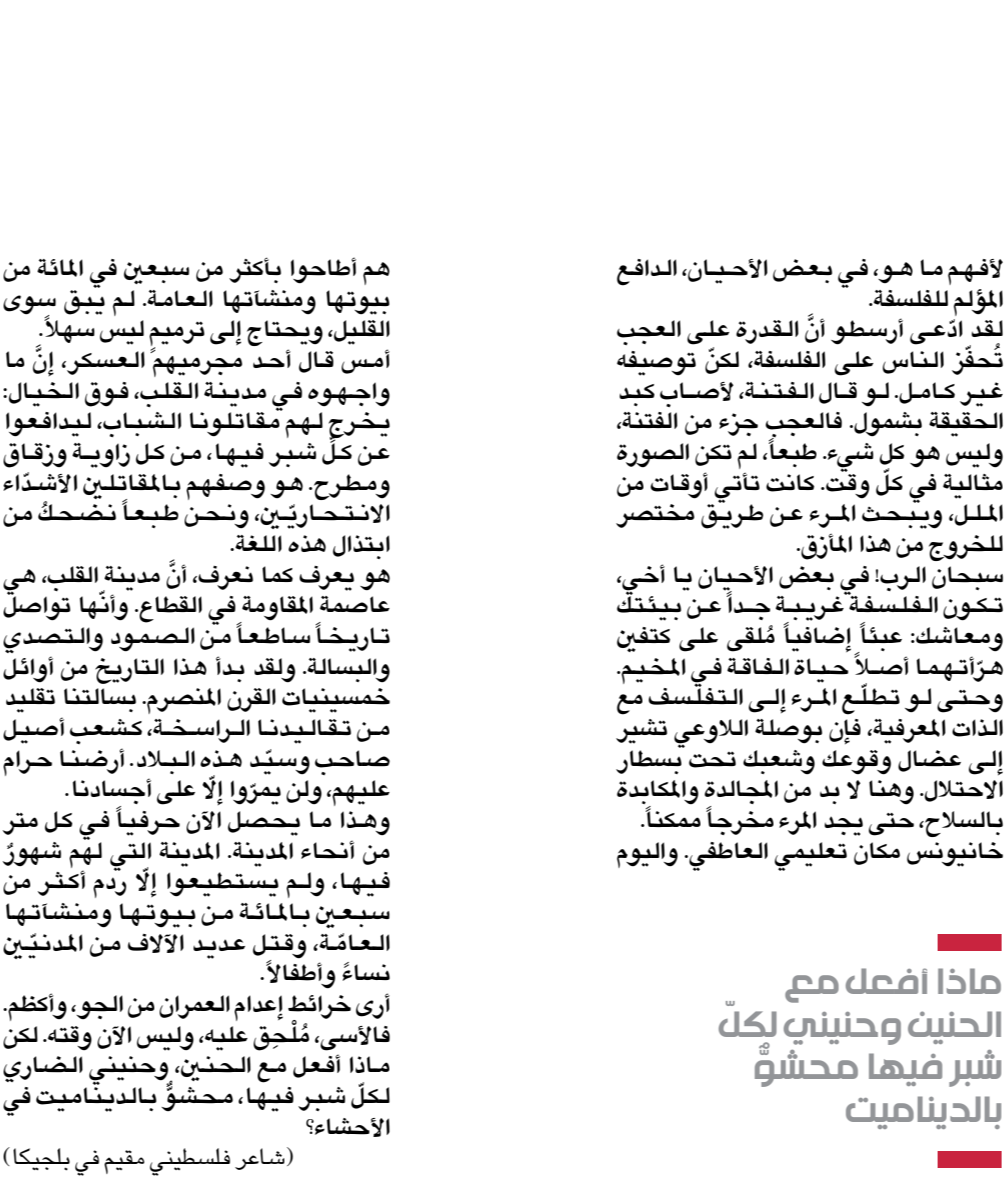 لأفهم ما هو، في بعض الأحيان، الدافع
المؤلم للفلسفة.
لقد ادّعى أرسطو أنَّ القدرة على العجب
تُحفّز الناس على الفلسفة، لكنّ توصيفه
غير كامل. لو قال الفتنة، لأصاب كبد
الحقيقة بشمول. فالعجب جزء من الفتنة،
وليس هو كل شيء. طبعاً، لم تكن الصورة
مثالية في كلّ وقت. كانت تأتي أوقات من
الملل، ويبحث المرء عن طريق مختصر
للخروج من هذا المأزق.
سبحان الرب! في بعض الأحيان يا أخي،
تكون الفلسفة غريبة جداً عن بيئتك
ومعاشك: عبئاً إضافياً مُلقى على كتفين
هرّأتهما أصلاً حياة الفاقة في المخيم.
وحتى لو تطلّع المرء إلى التفلسف مع
الذات المعرفية، فإن بوصلة اللاوعي تشير
إلى عضال وقوعك وشعبك تحت بسطار
الاحتلال. وهنا لا بد من المجالدة والمكابدة
بالسلاح، حتى يجد المرء مخرجاً ممكناً.
خانيونس مكان تعليمي العاطفي. واليوم
ماذا أفعل مع
الحنين وحنيني لكلّ
شبر فيها محشوٌّ
بالديناميت
هم أطاحوا بأكثر من سبعين في المائة من
بيوتها ومنشآتها العامة. لم يبق سوى
القليل، ويحتاج إلى ترميم ليس سهلاً.
أمس قال أحد مجرميهم العسكر، إنَّ ما
واجهوه في مدينة القلب، فوق الخيال:
يخرج لهم مقاتلونا الشباب، ليدافعوا
عن كلّ شبر فيها، من كل زاوية وزقاق
ومطرح. هو وصفهم بالمقاتلين الأشدّاء
الانتحاريّين، ونحن طبعاً نضحكُ من
ابتذال هذه اللغة.
هو يعرف كما نعرف، أنَّ مدينة القلب، هي
عاصمة المقاومة في القطاع. وأنّها تواصل
تاريخاً ساطعاً من الصمود والتصدي
والبسالة. ولقد بدأ هذا التاريخ من أوائل
خمسينيات القرن المنصرم. بسالتنا تقليد
من تقاليدنا الراسخة، كشعب أصيل
صاحب وسيّد هذه البلاد. أرضنا حرام
عليهم، ولن يمرّوا إلّا على أجسادنا.
وهذا ما يحصل الآن حرفياً في كل متر
من أنحاء المدينة. المدينة التي لهم شهورٌ
فيها، ولم يستطيعوا إلّا ردم أكثر من
سبعين بالمائة من بيوتها ومنشآتها
العامّة، وقتل عديد الآلاف من المدنيّين
نساءً وأطفالاً.
أرى خرائط إعدام العمران من الجو، وأكظم.
فالأسى، مُلْحِق عليه، وليس الآن وقته. لكن
ماذا أفعل مع الحنين، وحنيني الضاري
لكلّ شبر فيها، محشوٌّ بالديناميت في
الأحشاء؟
(شاعر فلسطيني مقيم في بلجيكا)